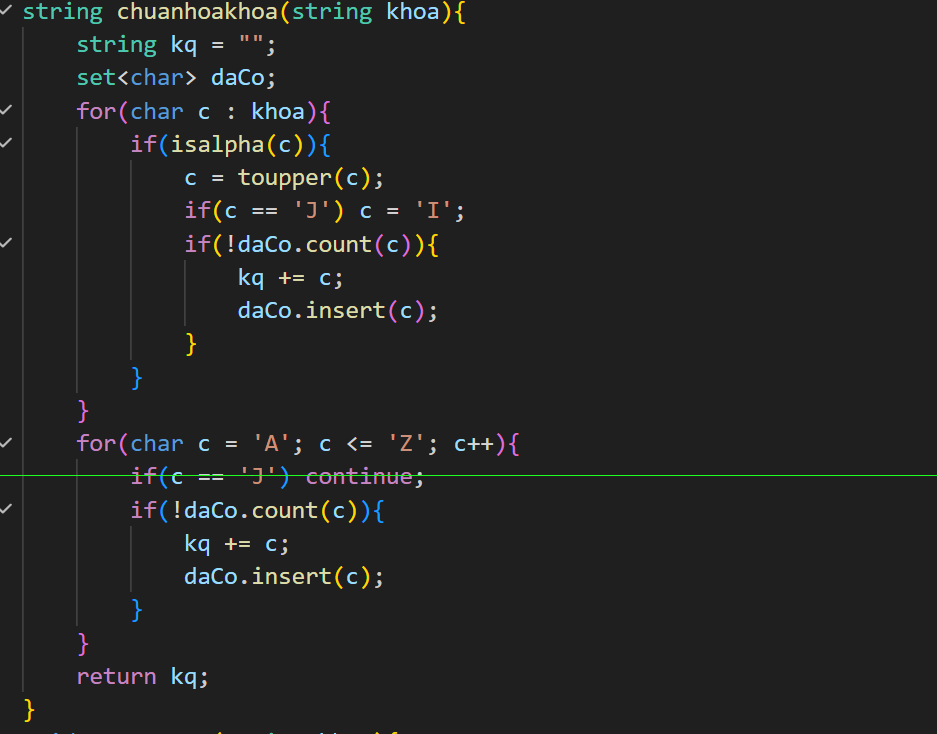 string chuanhoakhoa(string khoa){
    string kq = "";
    set<char> daCo;
    for(char c : khoa){
        if(isalpha(c)){
            c = toupper(c);
            if(c == 'J') c = 'I';
            if(!daCo.count(c)){
                kq += c;
                daCo.insert(c);
            }
        }
    }
    for(char c = 'A'; c <= 'Z'; c++){
        if(c == 'J') continue;
        if(!daCo.count(c)){
            kq += c;
            daCo.insert(c);
        }
    }
    return kq;
}